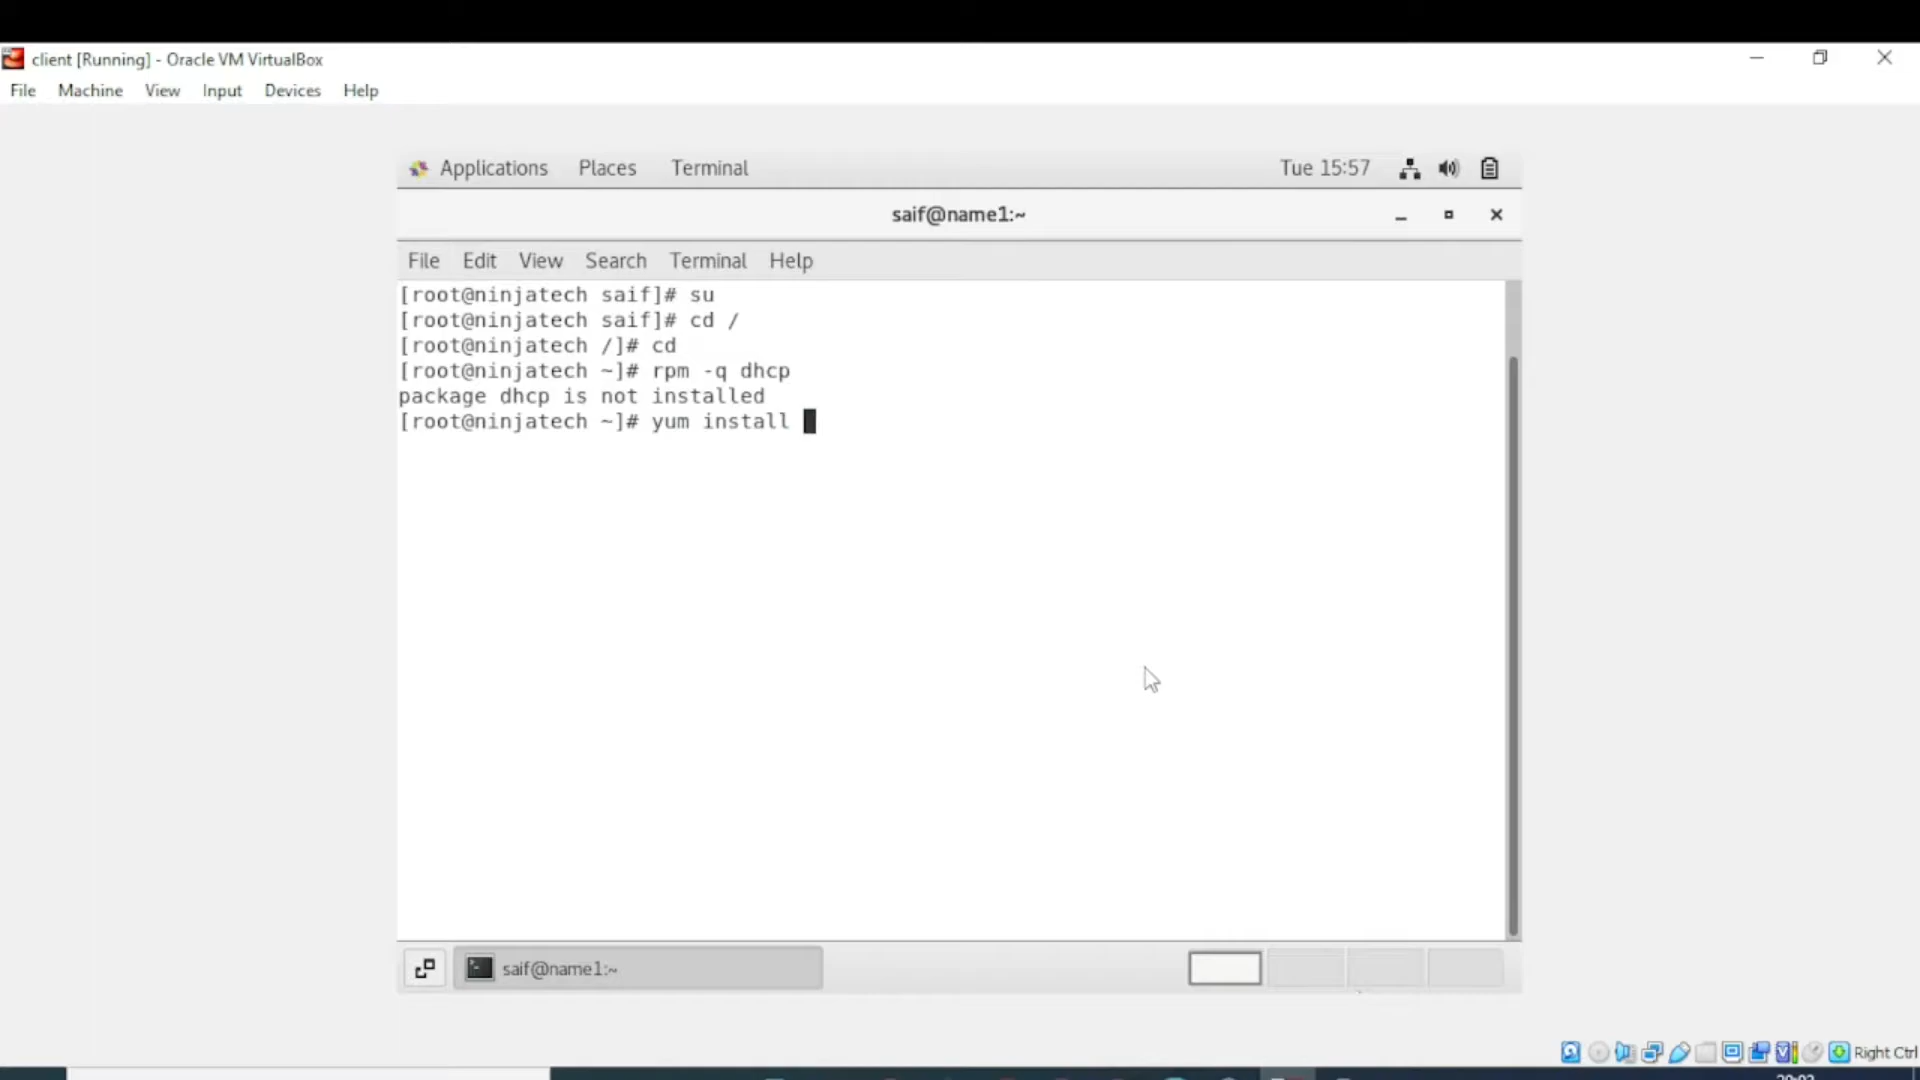 client [Running] - Oracle VM VirtualBox
File Machine View Input Devices Help
Applications Places Terminal Tue 15:57
saif@name1:~
File Edit View Search Terminal Help
[root@ninjatech saif]# su
[root@ninjatech saif]# cd /
[root@ninjatech /]# cd
[root@ninjatech ~]# rpm -q dhcp
package dhcp is not installed
[root@ninjatech ~]# yum install
saif@name1:~
Right Ctrl